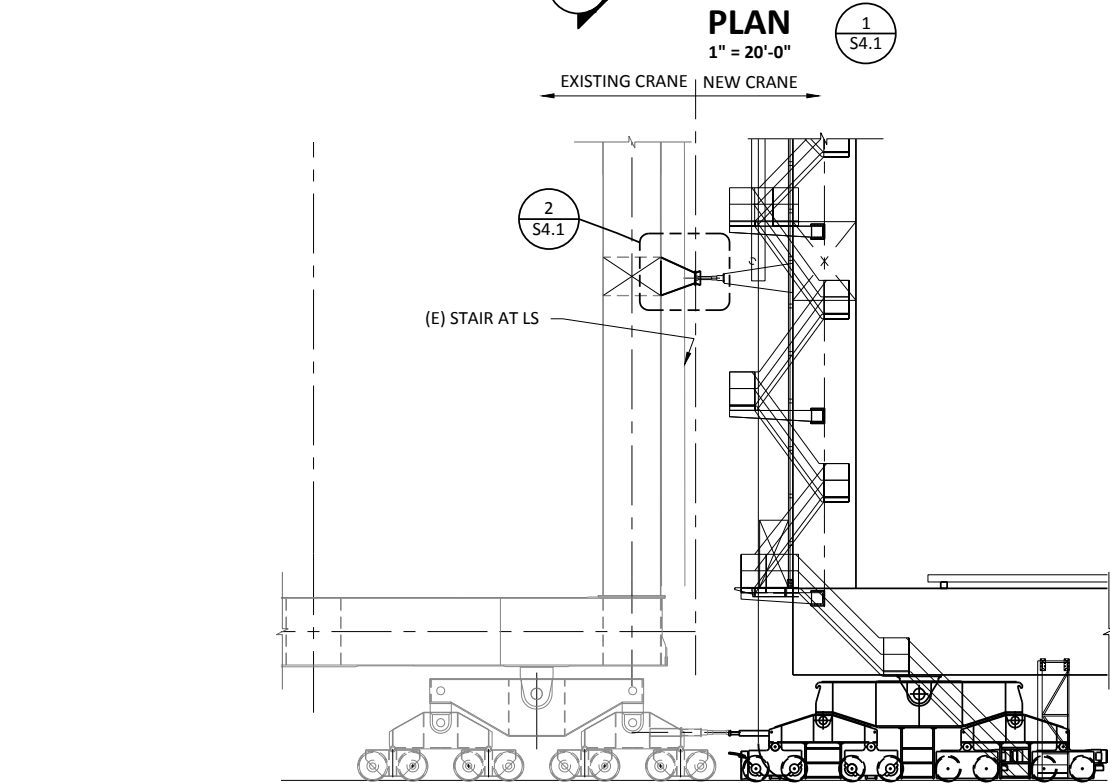 PLAN
1" = 20'-0"
1
S4.1
EXISTING CRANE
NEW CRANE
2
S4.1
(E) STAIR AT LS